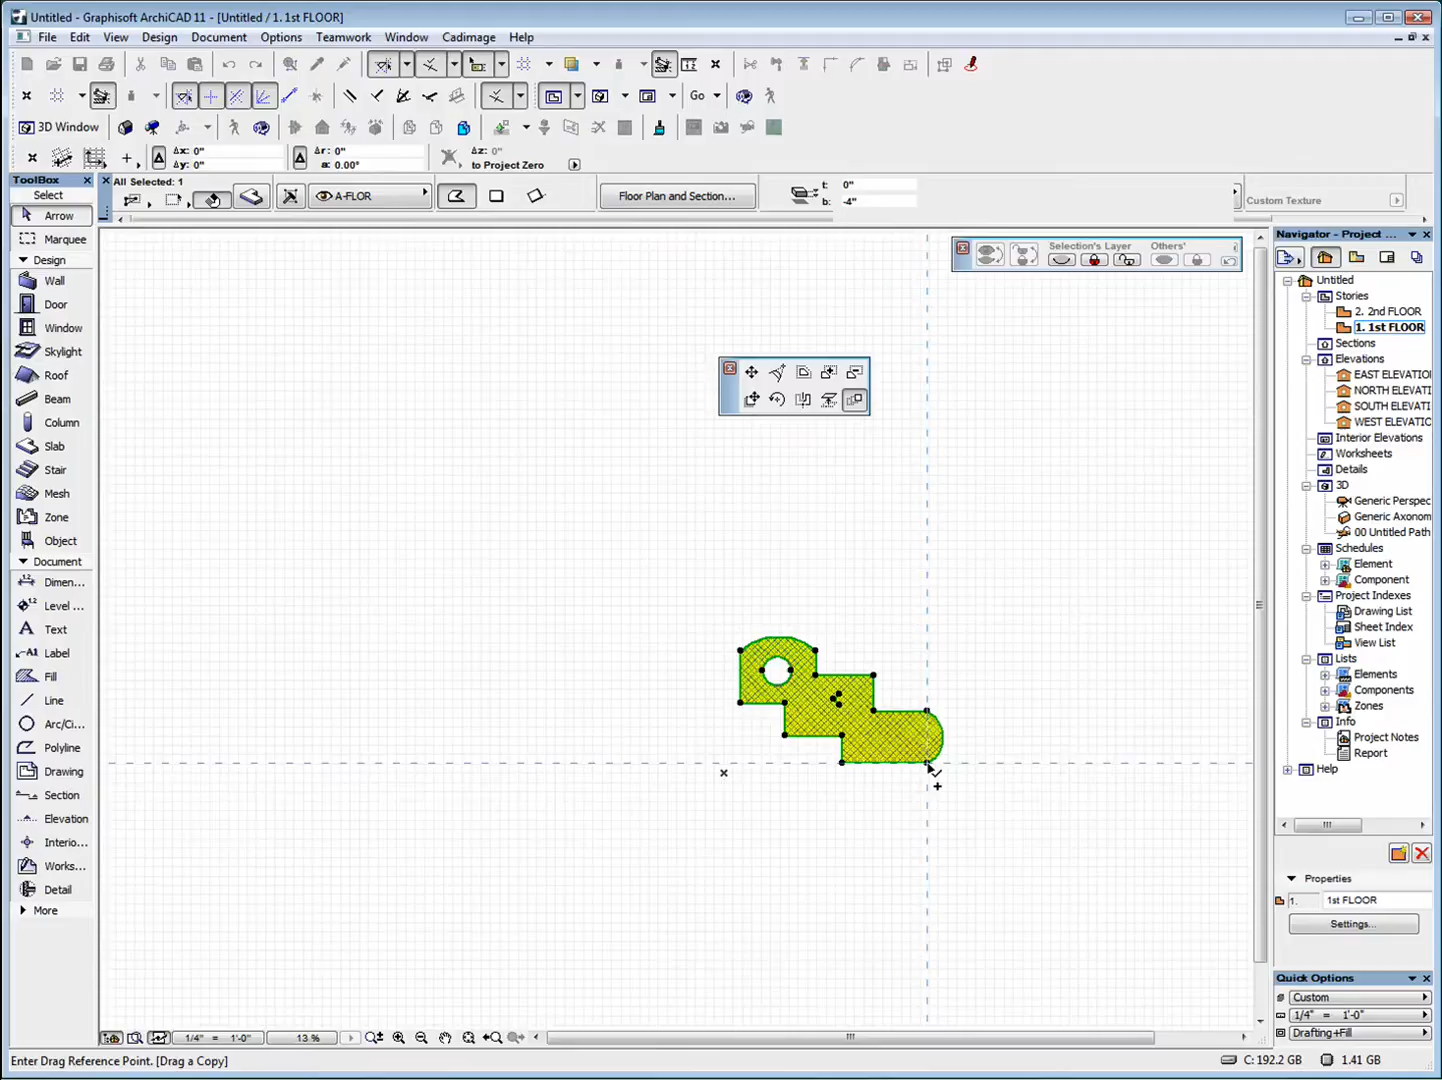 Untitled - Graphisoft ArchiCAD 11 - [Untitled / 1. 1st FLOOR]
File Edit View Design Document Options Teamwork Window Cadimage Help
Go
3D Window
Δx: 0" Δr: 0" Δz: 0"
Δy: 0" a: 0.00° to Project Zero
ToolBox
Select
Arrow
Marquee
Design
Wall
Door
Window
Skylight
Roof
Beam
Column
Slab
Stair
Mesh
Zone
Object
Document
Dimen...
Level ...
Text
Label
Fill
Line
Arc/Ci...
Polyline
Drawing
Section
Elevation
Interio...
Works...
Detail
More
All Selected: 1
A-FLOR
Floor Plan and Section...
t: 0"
b: -4"
Custom Texture
Selection's Layer Others'
Navigator - Project ...
Untitled
Stories
2. 2nd FLOOR
1. 1st FLOOR
Sections
Elevations
EAST ELEVATIO
NORTH ELEVATI
SOUTH ELEVATI
WEST ELEVATIC
Interior Elevations
Worksheets
Details
3D
Generic Perspec
Generic Axonom
00 Untitled Path
Schedules
Element
Component
Project Indexes
Drawing List
Sheet Index
View List
Lists
Elements
Components
Zones
Info
Project Notes
Report
Help
Properties
1. 1st FLOOR
Settings...
Quick Options
Custom
1/4" = 1'-0"
Drafting+Fill
1/4" = 1'-0" 13 %
Enter Drag Reference Point. [Drag a Copy]
C: 192.2 GB 1.41 GB